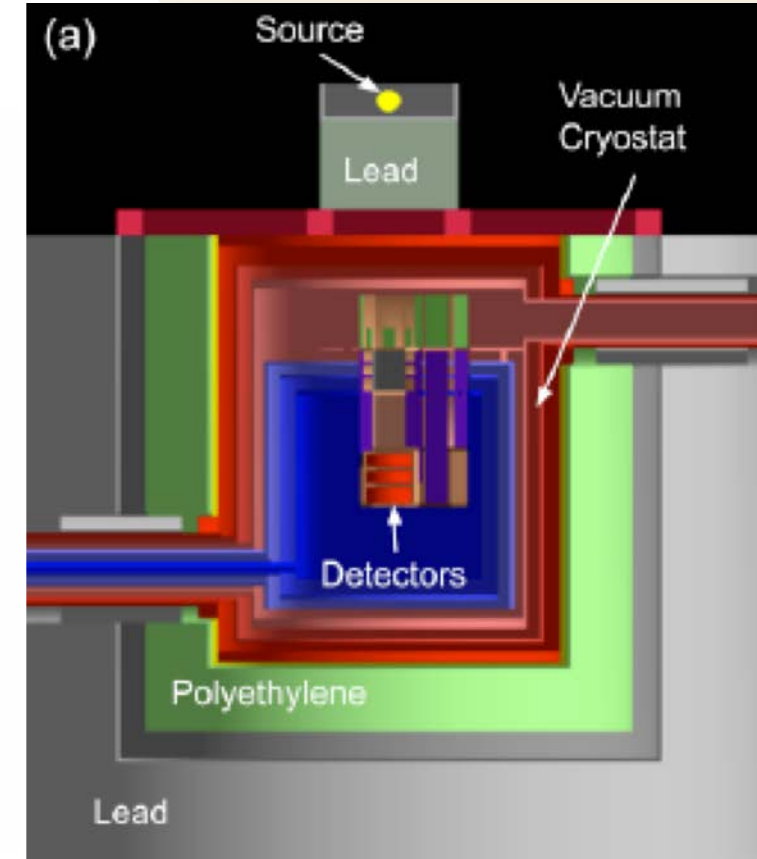 (a)
Source
Vacuum
Cryostat
Lead
Detectors
Polyethylene
Lead